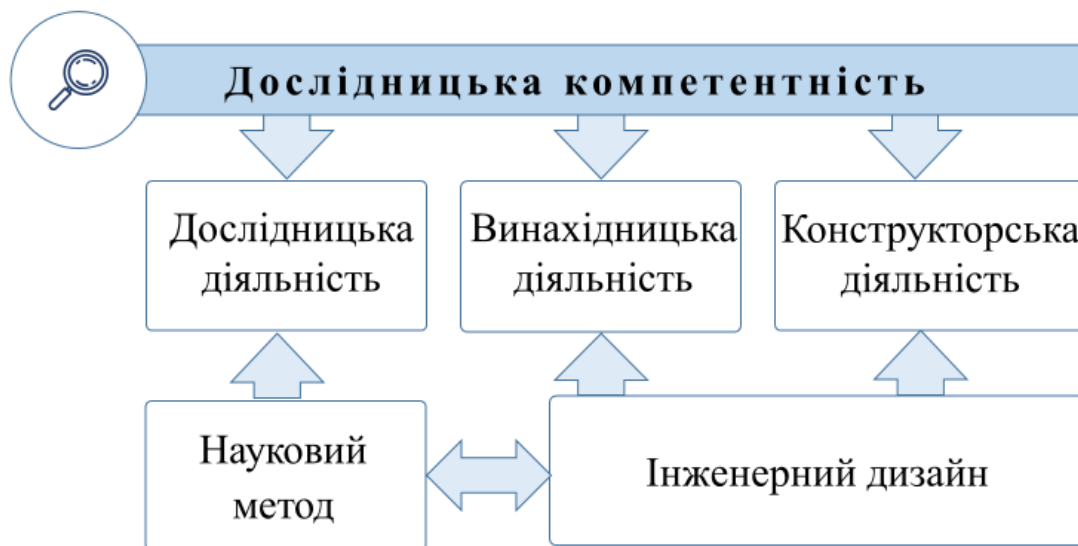 Дослідницька компетентність
Дослідницька
діяльність
Винахідницька
діяльність
Конструкторська
діяльність
Науковий
метод
Інженерний дизайн